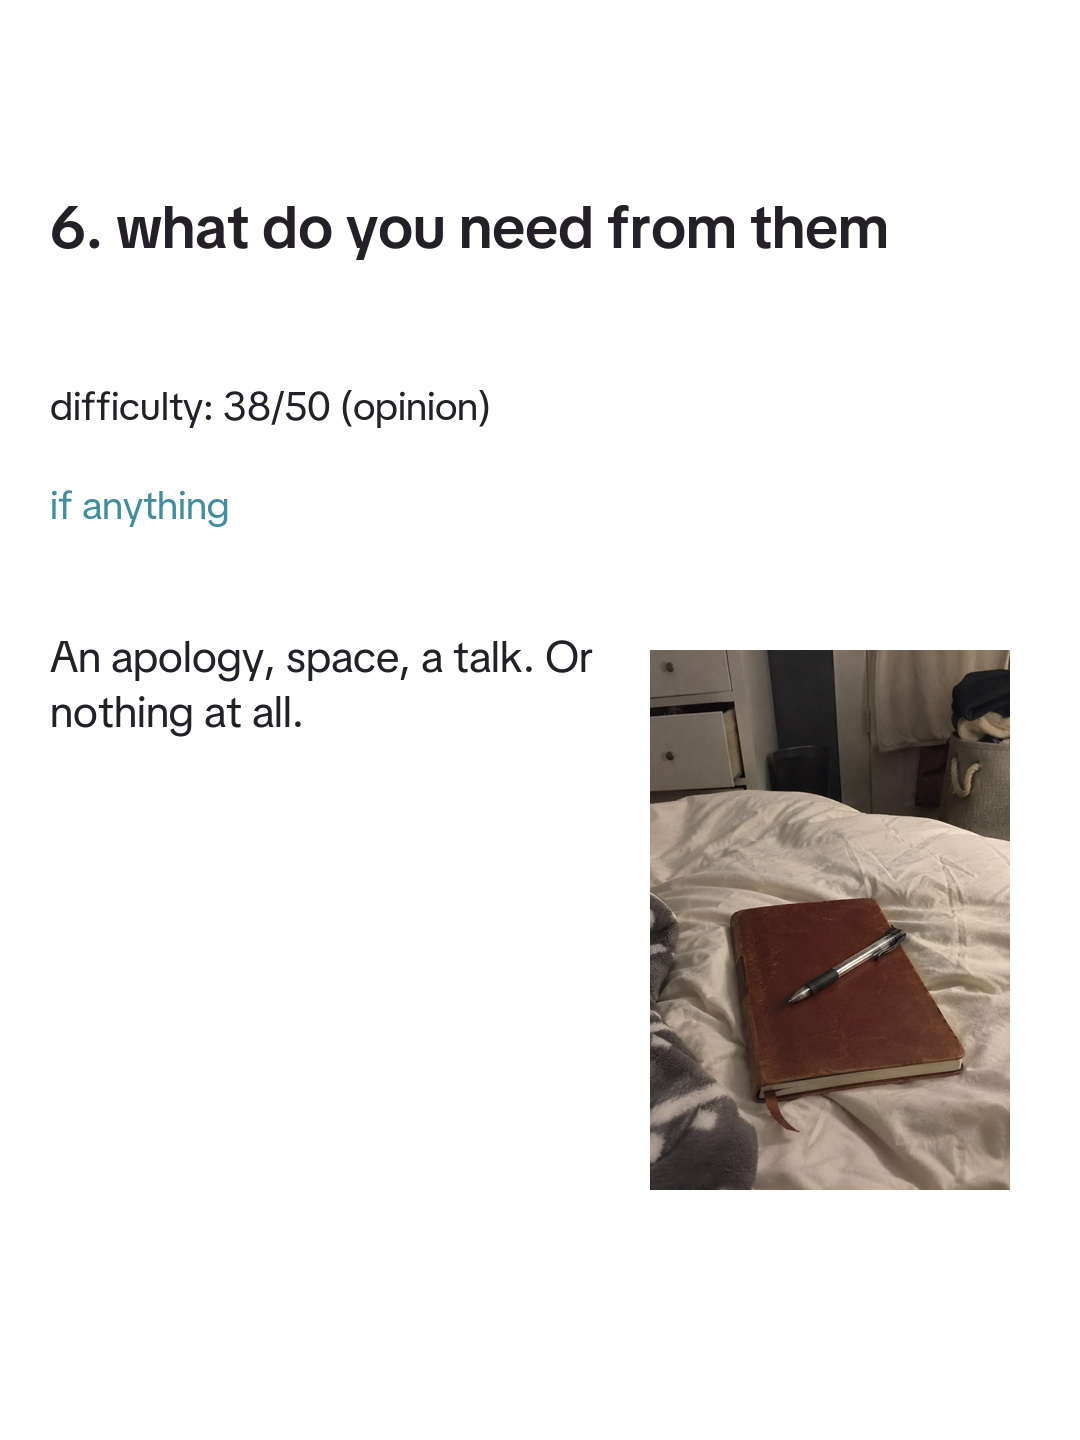 6. what do you need from them
difficulty: 38/50 (opinion)
if anything
An apology, space, a talk. Or
nothing at all.